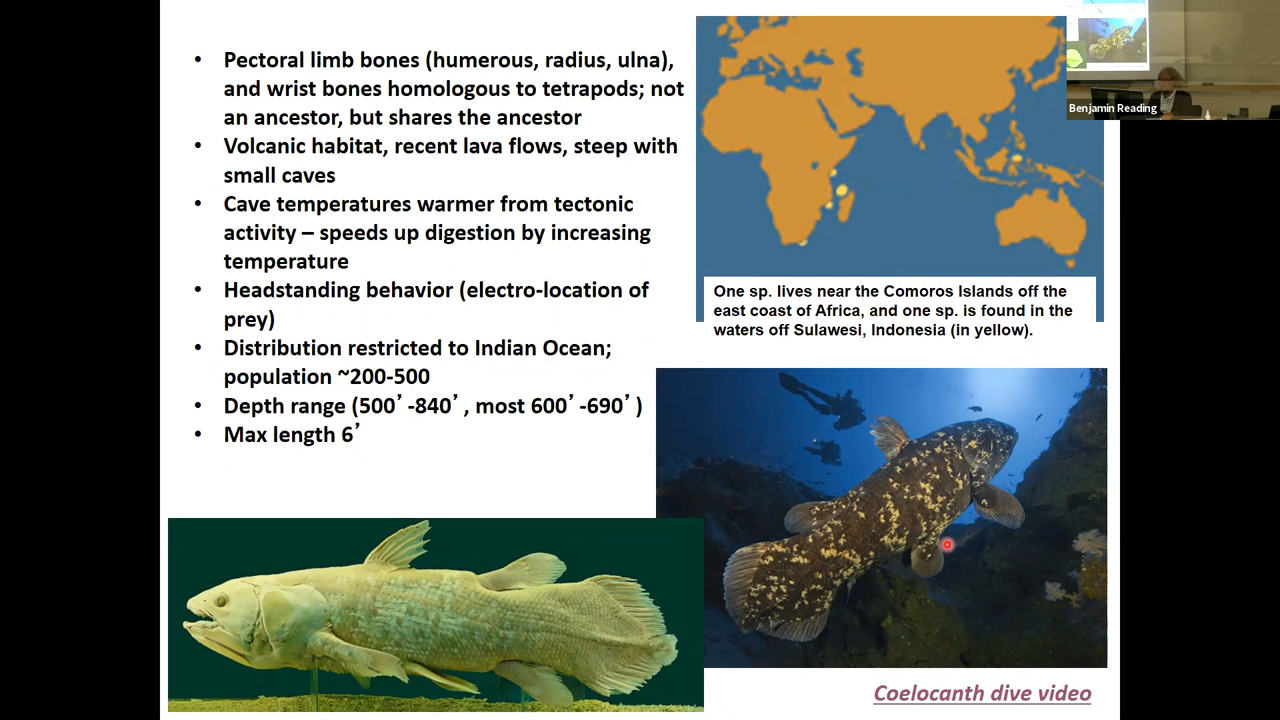 • Pectoral limb bones (humerous, radius, ulna),
and wrist bones homologous to tetrapods; not
an ancestor, but shares the ancestor
• Volcanic habitat, recent lava flows, steep with
small caves
• Cave temperatures warmer from tectonic
activity – speeds up digestion by increasing
temperature
• Headstanding behavior (electro-location of
prey)
• Distribution restricted to Indian Ocean;
population ~200-500
• Depth range (500’ -840’ , most 600’ -690’ )
• Max length 6’
One sp. lives near the Comoros Islands off the
east coast of Africa, and one sp. is found in the
waters off Sulawesi, Indonesia (in yellow).
Coelocanth dive video
Benjamin Reading